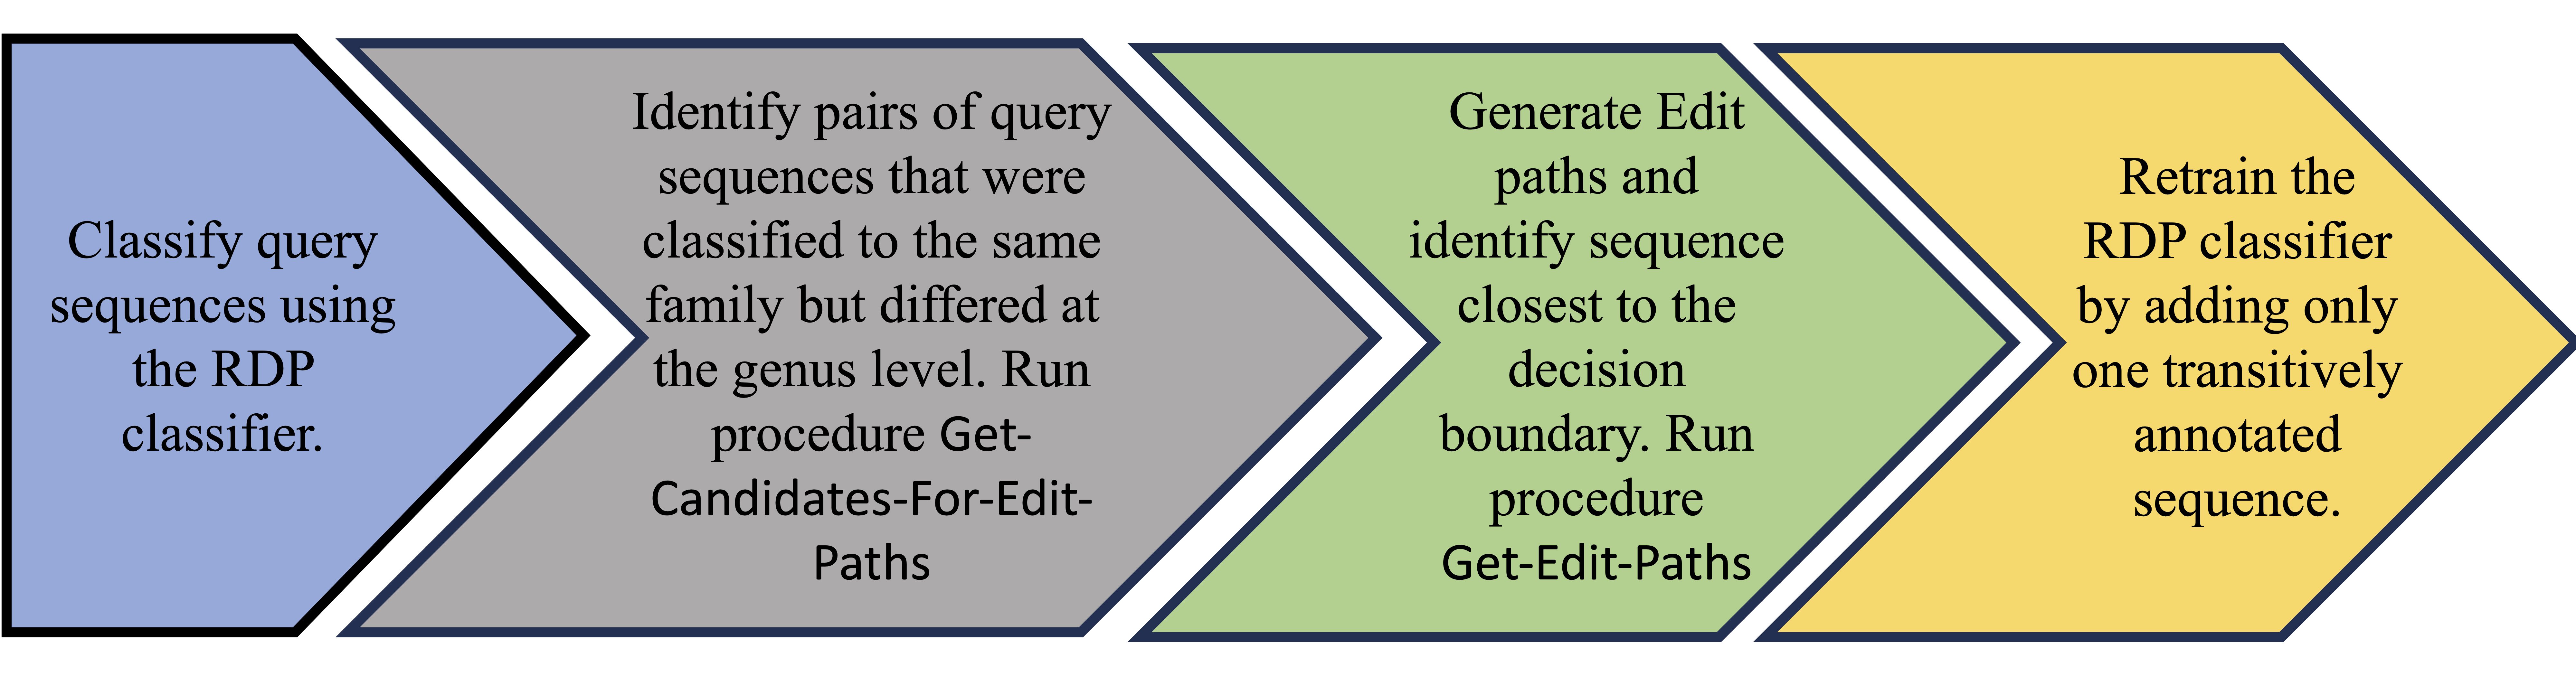 Classify query
sequences using
the RDP
classifier.
Identify pairs of query
sequences that were
classified to the same
family but differed at
the genus level. Run
procedure Get-
Candidates-For-Edit-
Paths
Generate Edit
paths and
identify sequence
closest to the
decision
boundary. Run
procedure
Get-Edit-Paths
Retrain the
RDP classifier
by adding only
one transitively
annotated
sequence.